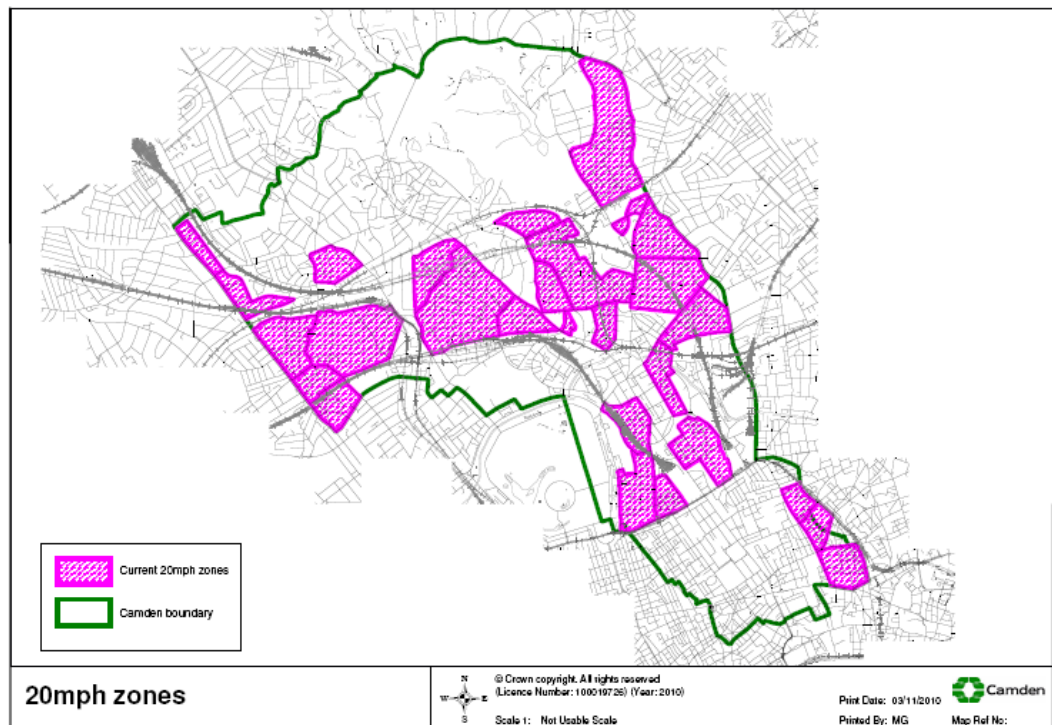 Current 20mph zones
Camden boundary
20mph zones
N
W E
S
© Crown copyright. All rights reserved
(Licence Number: 100019726) (Year: 2010)
Scale 1: Not Usable Scale
Print Date: 03/11/2010
Printed By: MG
Camden
Map Ref No: